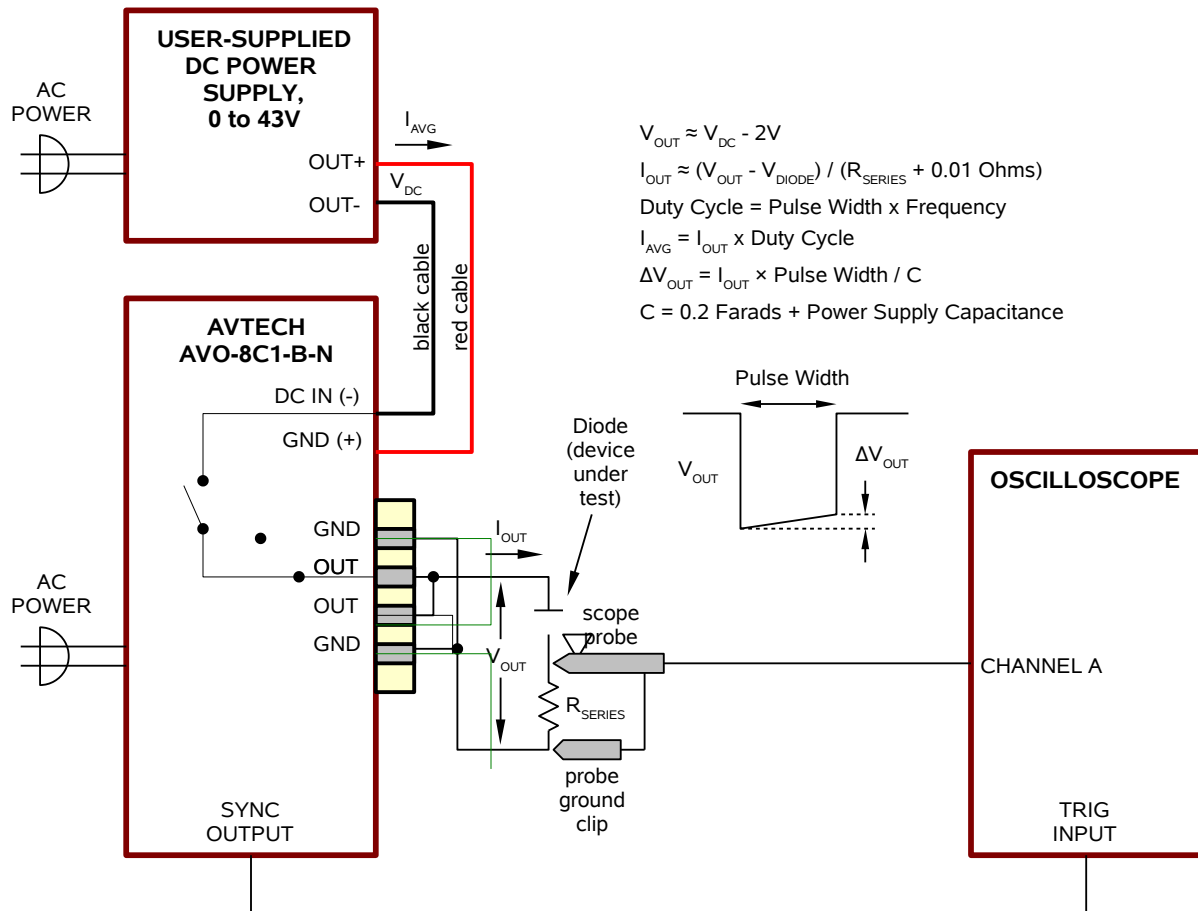 USER-SUPPLIED
DC POWER
SUPPLY,
0 to 43V
AC
POWER
I_AVG
OUT+
V_DC
OUT-
V_OUT ≈ V_DC - 2V
I_OUT ≈ (V_OUT - V_DIODE) / (R_SERIES + 0.01 Ohms)
Duty Cycle = Pulse Width x Frequency
I_AVG = I_OUT x Duty Cycle
ΔV_OUT = I_OUT × Pulse Width / C
C = 0.2 Farads + Power Supply Capacitance
black cable
red cable
AVTECH
AVO-8C1-B-N
DC IN (-)
GND (+)
Pulse Width
V_OUT
ΔV_OUT
Diode
(device
under
test)
OSCILLOSCOPE
GND
I_OUT
OUT
OUT
GND
AC
POWER
scope
probe
V_OUT
CHANNEL A
R_SERIES
probe
ground
clip
SYNC
OUTPUT
TRIG
INPUT